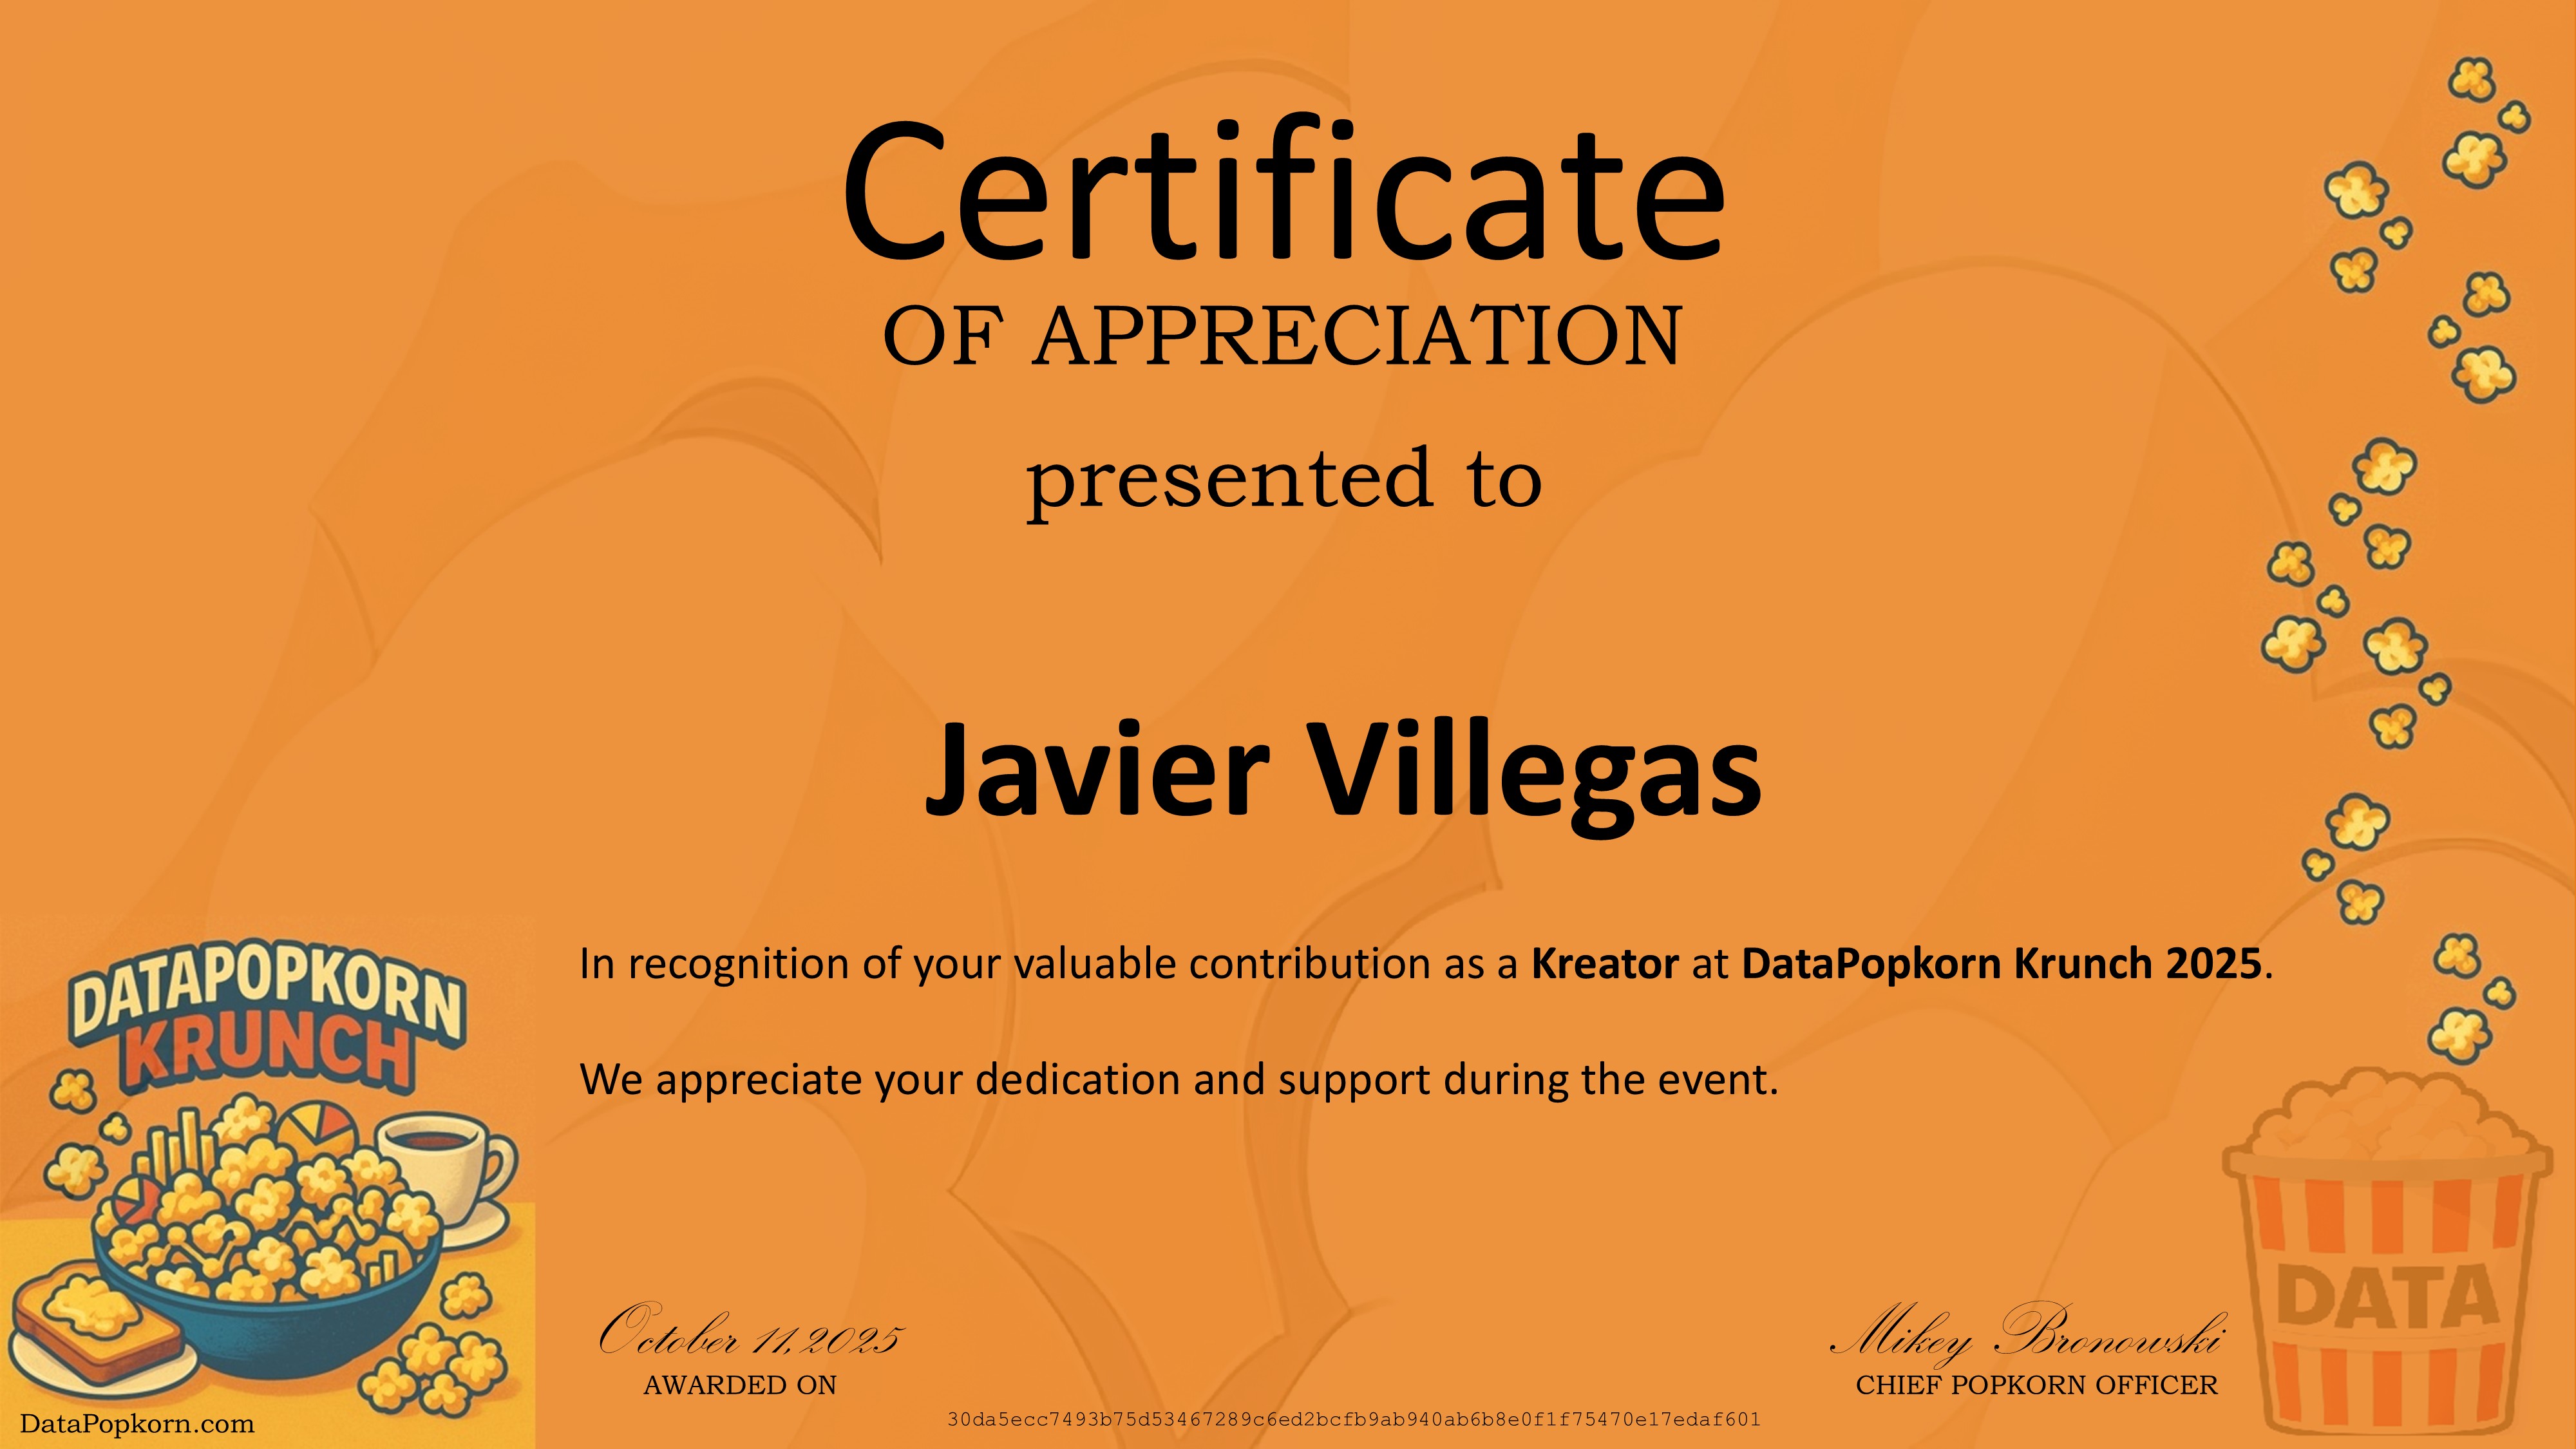 Certificate
OF APPRECIATION
presented to
Javier Villegas
In recognition of your valuable contribution as a Kreator at DataPopkorn Krunch 2025.
We appreciate your dedication and support during the event.
DATAPOPKORN
KRUNCH
DATA
October 11, 2025
AWARDED ON
Mikey Bronowski
CHIEF POPKORN OFFICER
DataPopkorn.com
30da5ecc7493b75d53467289c6ed2bcfb9ab940ab6b8e0f1f75470e17edaf601